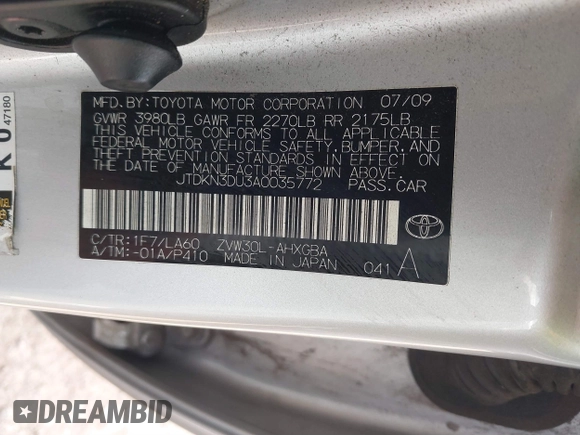 K 0
47180
MFD.BY:TOYOTA MOTOR CORPORATION 07/09
GVWR 3980LB GAWR FR 2270LB RR 2175LB
THIS VEHICLE CONFORMS TO ALL APPLICABLE
FEDERAL MOTOR VEHICLE SAFETY,BUMPER,AND
THEFT PREVENTION STANDARDS IN EFFECT ON
THE DATE OF MANUFACTURE SHOWN ABOVE.
JTDKN3DU3A0035772 PASS.CAR
C/TR:1F7/LA60 ZVW30L-AHXGBA
A/TM:-01A/P410 MADE IN JAPAN 041 A
DREAMBID